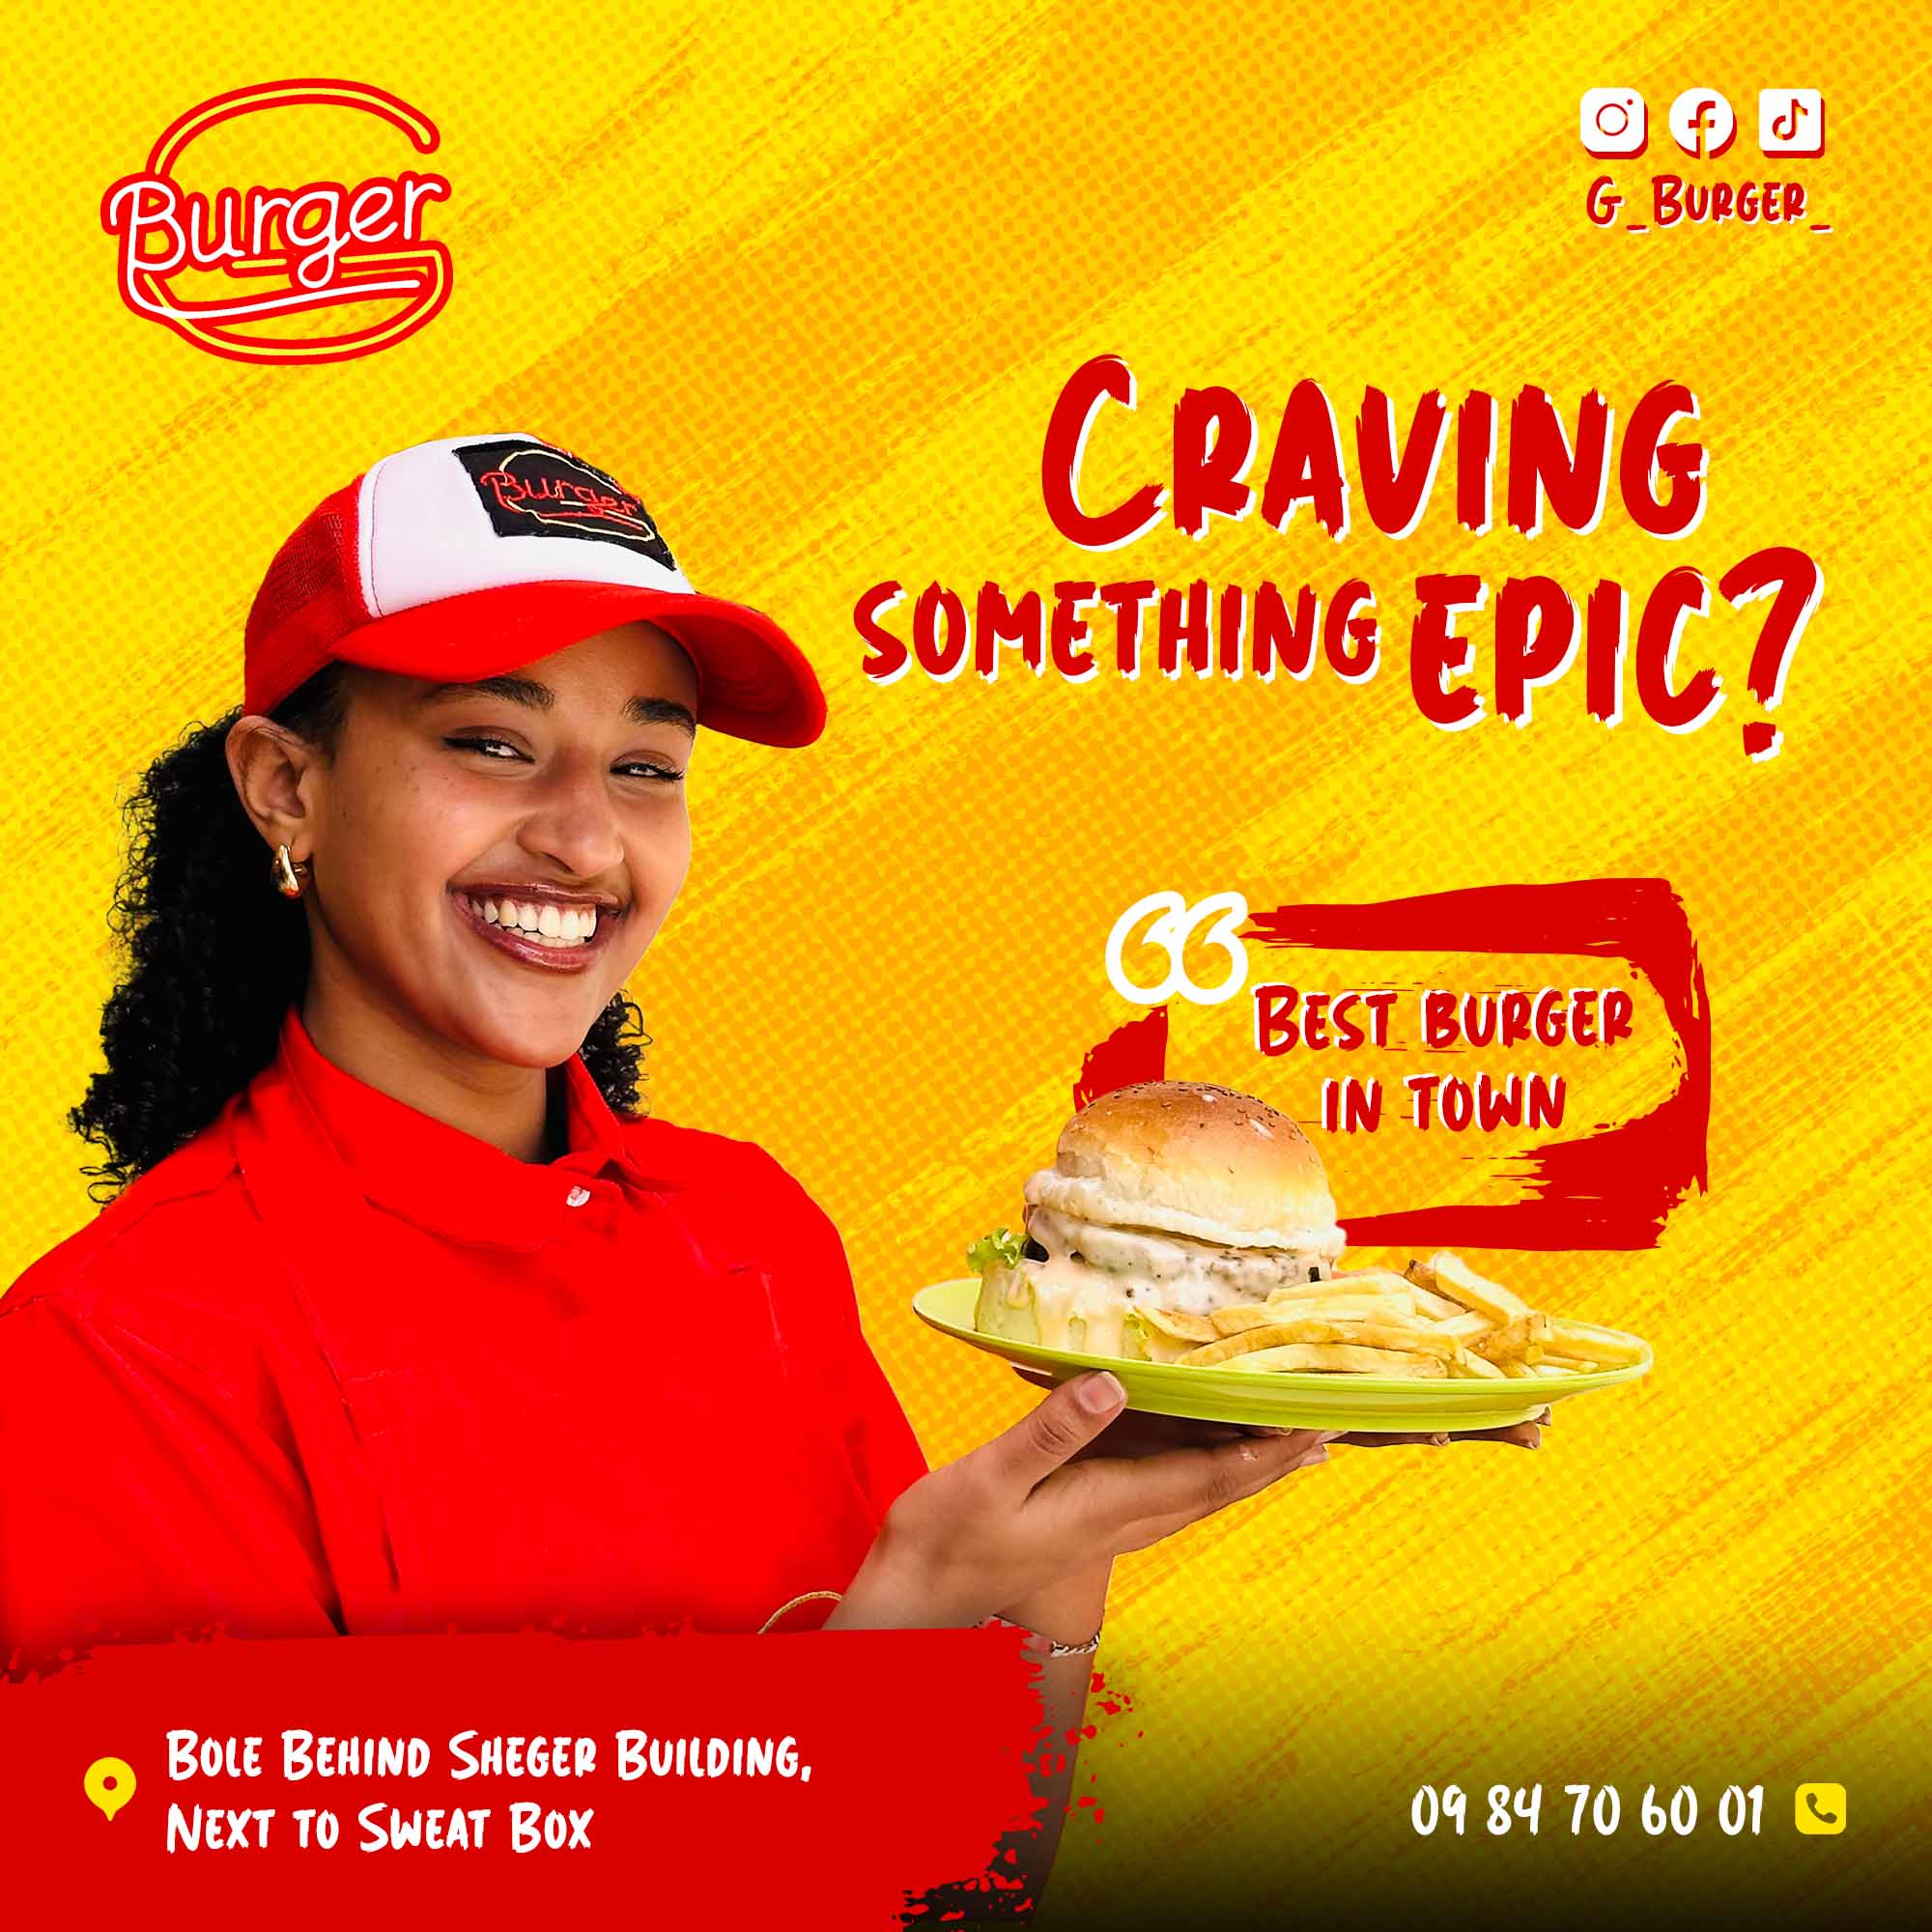 Burger
G_Burger_
Craving
something epic?
Burger
Best burger
in town
Bole Behind Sheger Building,
Next to Sweat Box
09 84 70 60 01